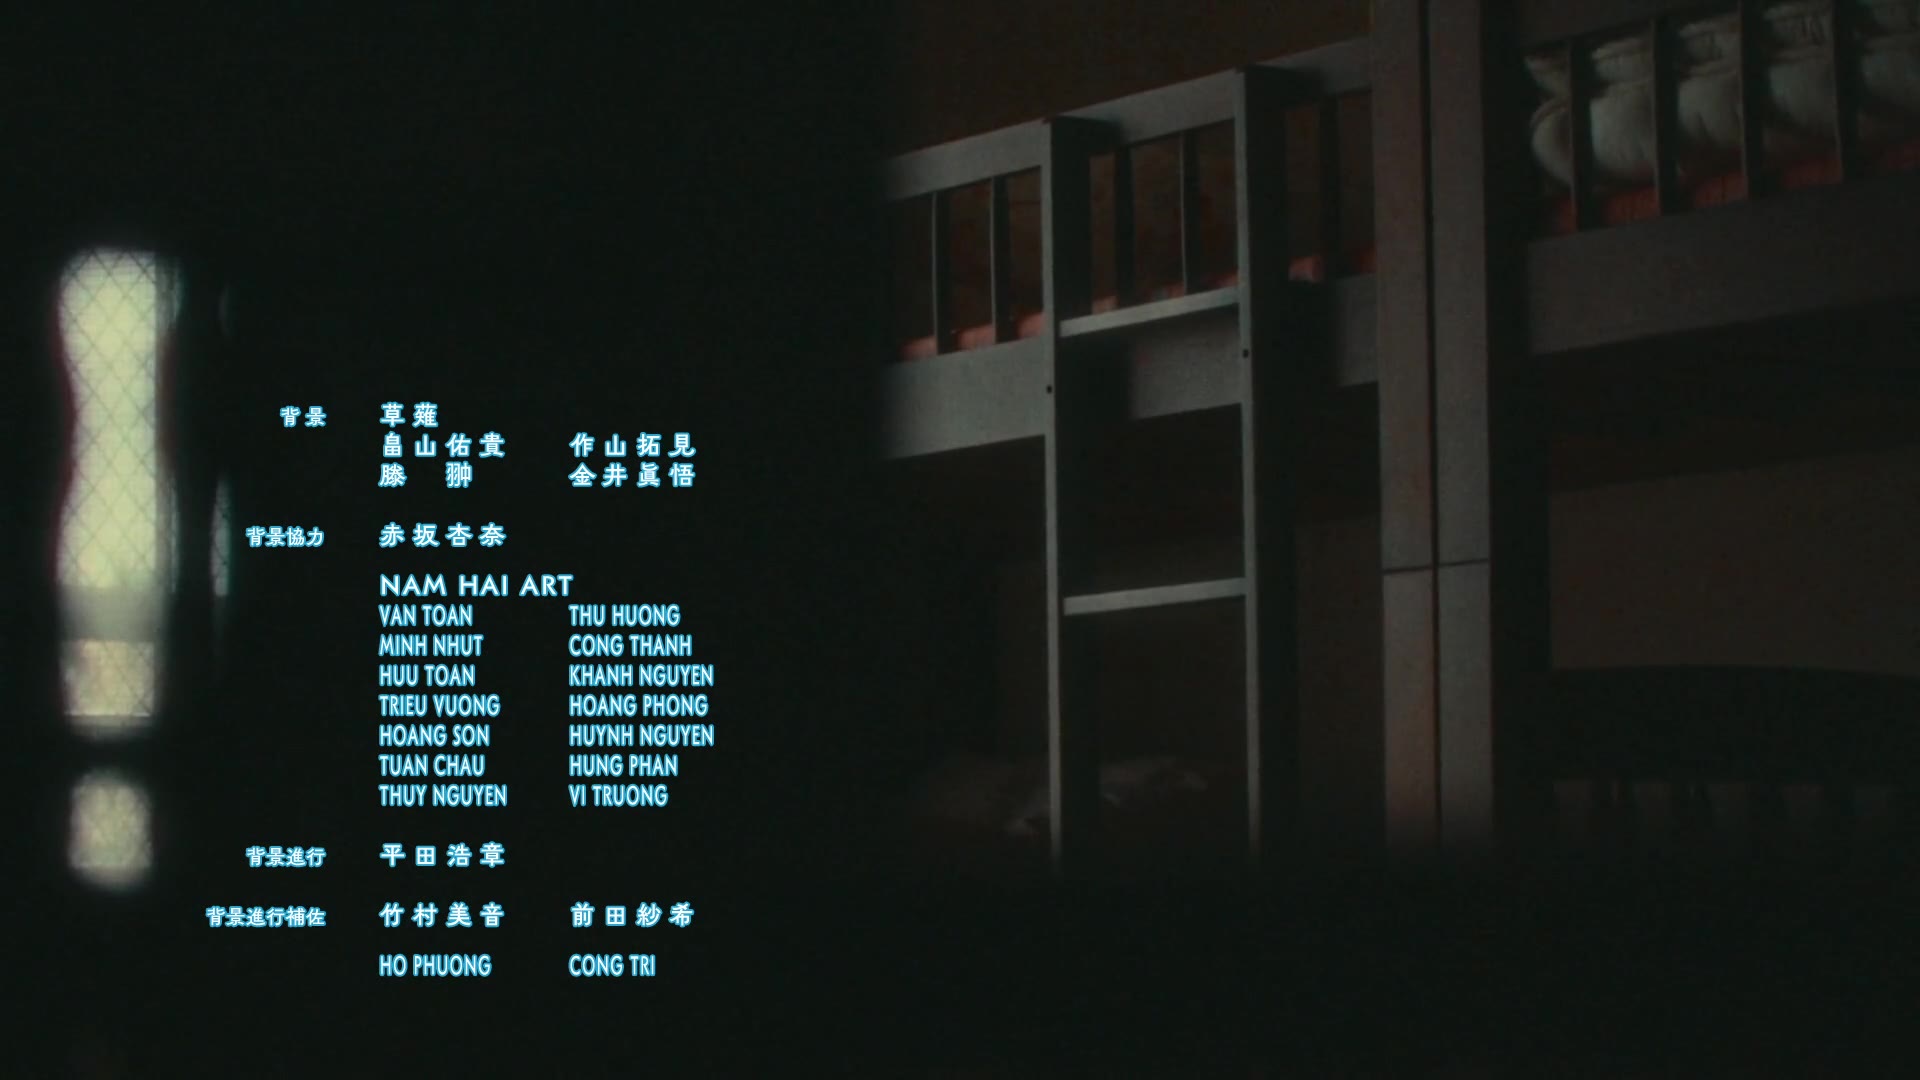 背景 草薙
畠山佑貴 作山拓見
滕 翀 金井眞悟
背景協力 赤坂杏奈
NAM HAI ART
VAN TOAN THU HUONG
MINH NHUT CONG THANH
HUU TOAN KHANH NGUYEN
TRIEU VUONG HOANG PHONG
HOANG SON HUYNH NGUYEN
TUAN CHAU HUNG PHAN
THUY NGUYEN VI TRUONG
背景進行 平田浩章
背景進行補佐 竹村美音 前田紗希
HO PHUONG CONG TRI